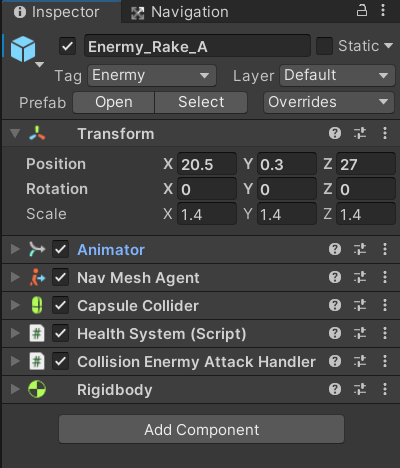 Inspector Navigation
Enermy_Rake_A Static
Tag Enermy Layer Default
Prefab Open Select Overrides
Transform
Position X 20.5 Y 0.3 Z 27
Rotation X 0 Y 0 Z 0
Scale X 1.4 Y 1.4 Z 1.4
Animator
Nav Mesh Agent
Capsule Collider
# Health System (Script)
# Collision Enermy Attack Handler
Rigidbody
Add Component